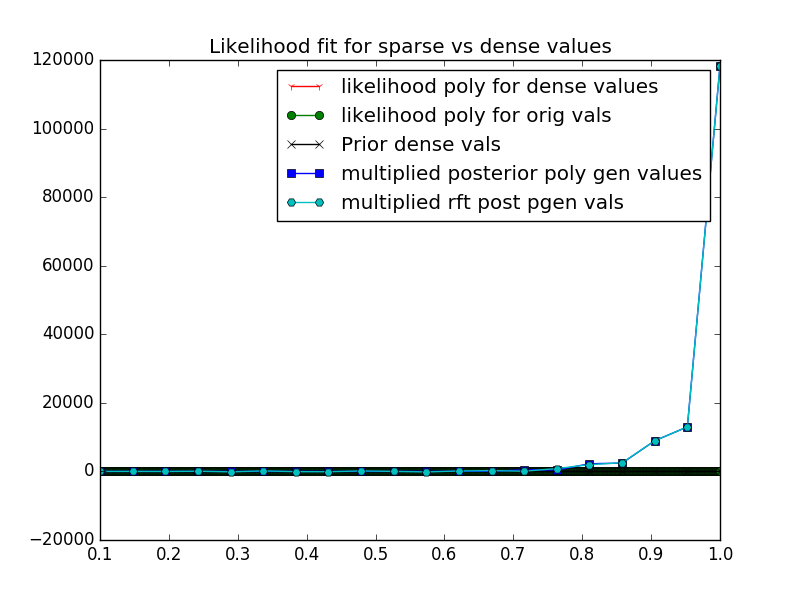 Likelihood fit for sparse vs dense values
120000
100000
80000
60000
40000
20000
0
−20000
likelihood poly for dense values
likelihood poly for orig vals
Prior dense vals
multiplied posterior poly gen values
multiplied rft post pgen vals
0.1 0.2 0.3 0.4 0.5 0.6 0.7 0.8 0.9 1.0